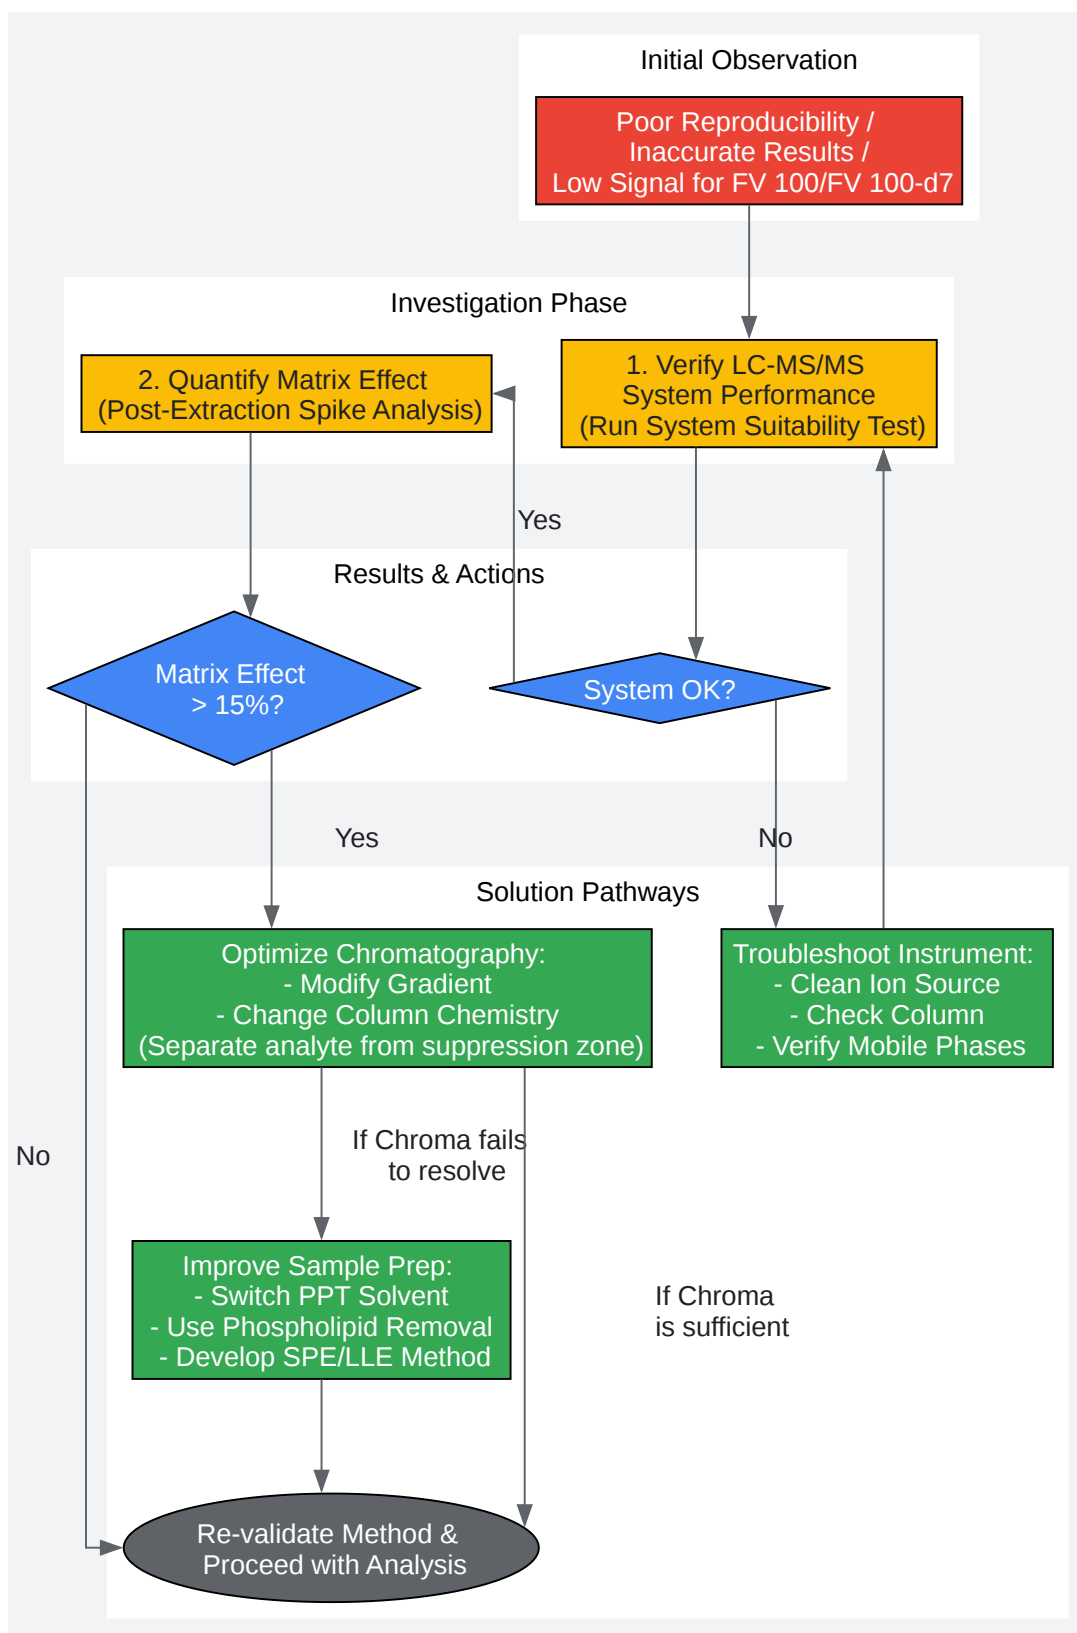 Initial Observation
Poor Reproducibility /
Inaccurate Results /
Low Signal for FV 100/FV 100-d7
Investigation Phase
2. Quantify Matrix Effect
(Post-Extraction Spike Analysis)
1. Verify LC-MS/MS
System Performance
(Run System Suitability Test)
Yes
Results & Actions
Matrix Effect
> 15%?
System OK?
Yes
No
Solution Pathways
Optimize Chromatography:
- Modify Gradient
- Change Column Chemistry
(Separate analyte from suppression zone)
Troubleshoot Instrument:
- Clean Ion Source
- Check Column
- Verify Mobile Phases
No
If Chroma fails
to resolve
Improve Sample Prep:
- Switch PPT Solvent
- Use Phospholipid Removal
- Develop SPE/LLE Method
If Chroma
is sufficient
Re-validate Method &
Proceed with Analysis